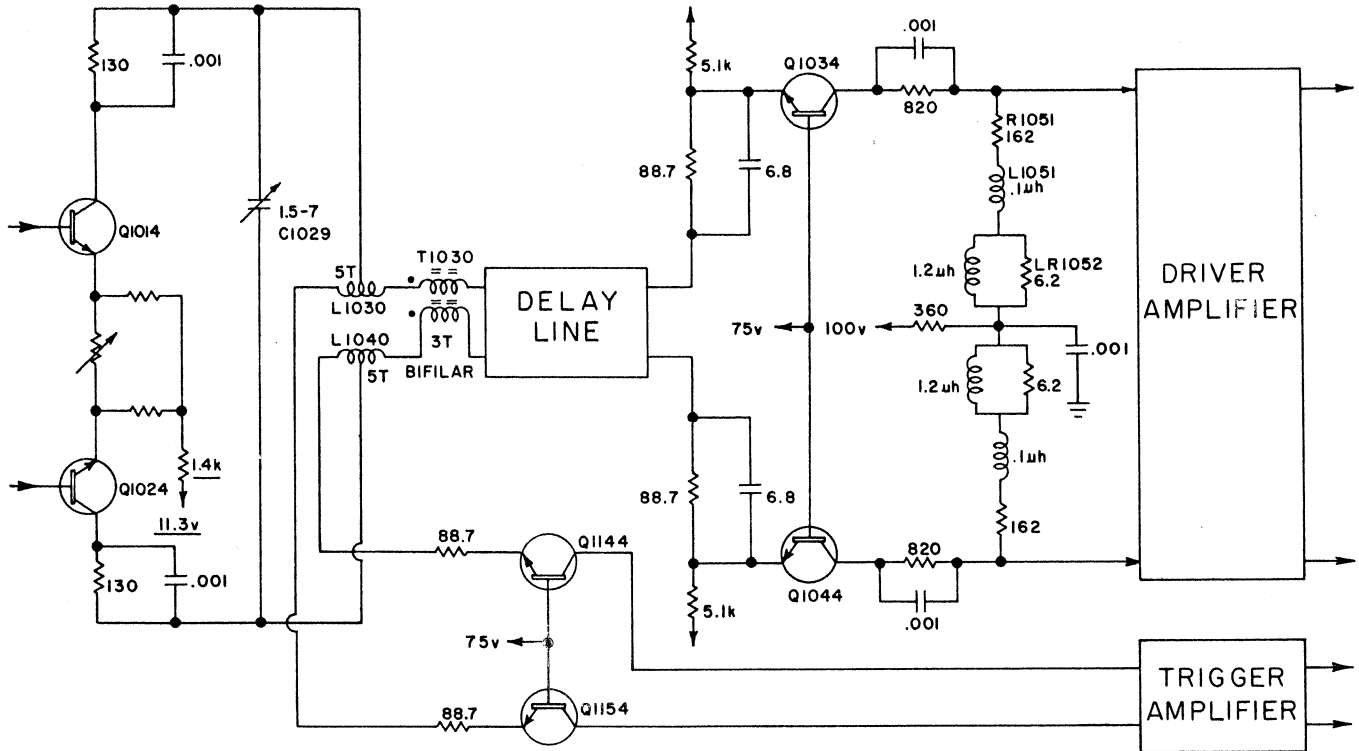 130
.001
Q1014
1.5-7
C1029
Q1024
1.4k
11.3v
130
.001
5T
L1030
T1030
L1040
5T
3T
BIFILAR
DELAY
LINE
5.1k
88.7
6.8
Q1034
.001
820
R1051
162
L1051
.1μh
1.2μh
LR1052
6.2
75v
100v
360
.001
1.2μh
6.2
.1μh
162
88.7
6.8
5.1k
Q1044
820
.001
DRIVER
AMPLIFIER
88.7
Q1144
75v
88.7
Q1154
TRIGGER
AMPLIFIER